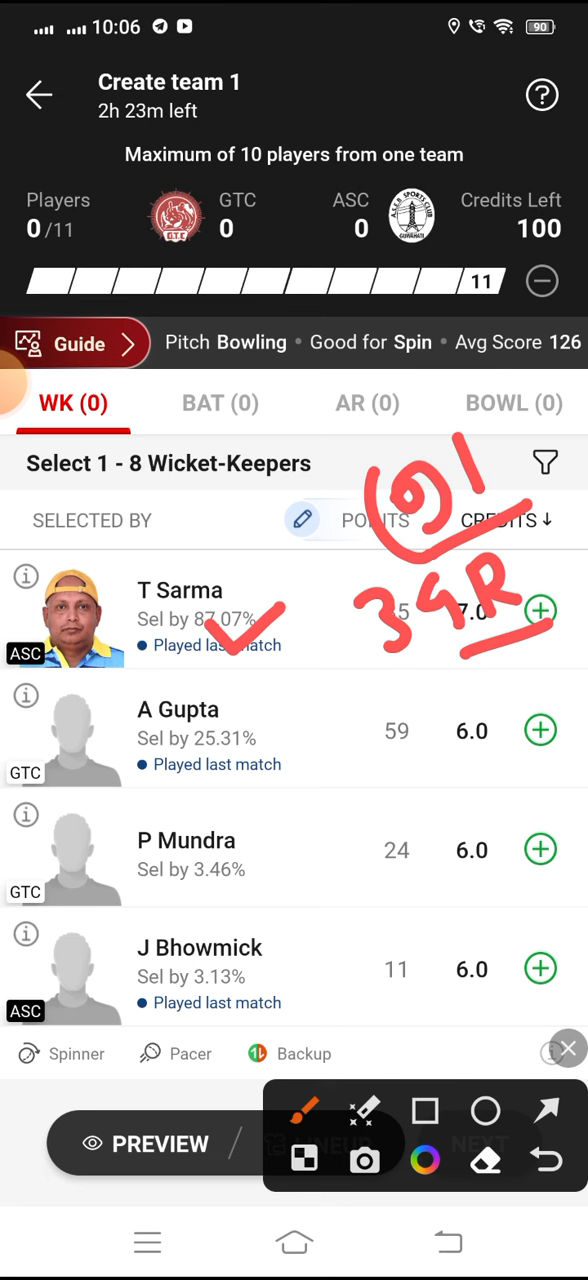 10:06
90
Create team 1
2h 23m left
Maximum of 10 players from one team
Players GTC ASC Credits Left
0/11 0 0 100
G.T.C
A.S.E.B SPORTS CLUB
GUWAHATI
11
Guide Pitch Bowling • Good for Spin • Avg Score 126
WK (0) BAT (0) AR (0) BOWL (0)
Select 1 - 8 Wicket-Keepers
SELECTED BY POINTS CREDITS ↓
T Sarma
Sel by 87.07%
7.0
Played last match
ASC
A Gupta
Sel by 25.31% 59 6.0
Played last match
GTC
P Mundra
Sel by 3.46% 24 6.0
GTC
J Bhowmick
Sel by 3.13% 11 6.0
Played last match
ASC
Spinner Pacer Backup
PREVIEW / LINEUP NEXT